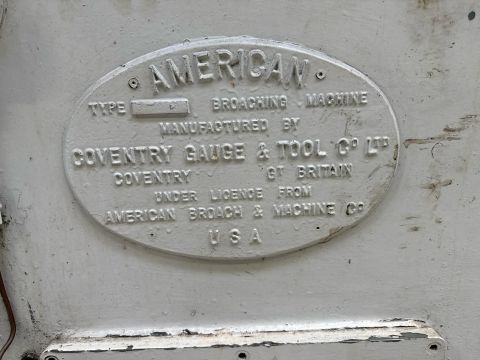 AMERICAN
TYPE BROACHING MACHINE
MANUFACTURED BY
COVENTRY GAUGE & TOOL CO LTD
COVENTRY GT BRITAIN
UNDER LICENCE FROM
AMERICAN BROACH & MACHINE CO
USA